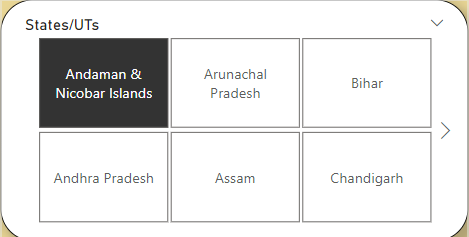 States/UTs
Andaman &
Nicobar Islands
Arunachal
Pradesh
Bihar
Andhra Pradesh
Assam
Chandigarh